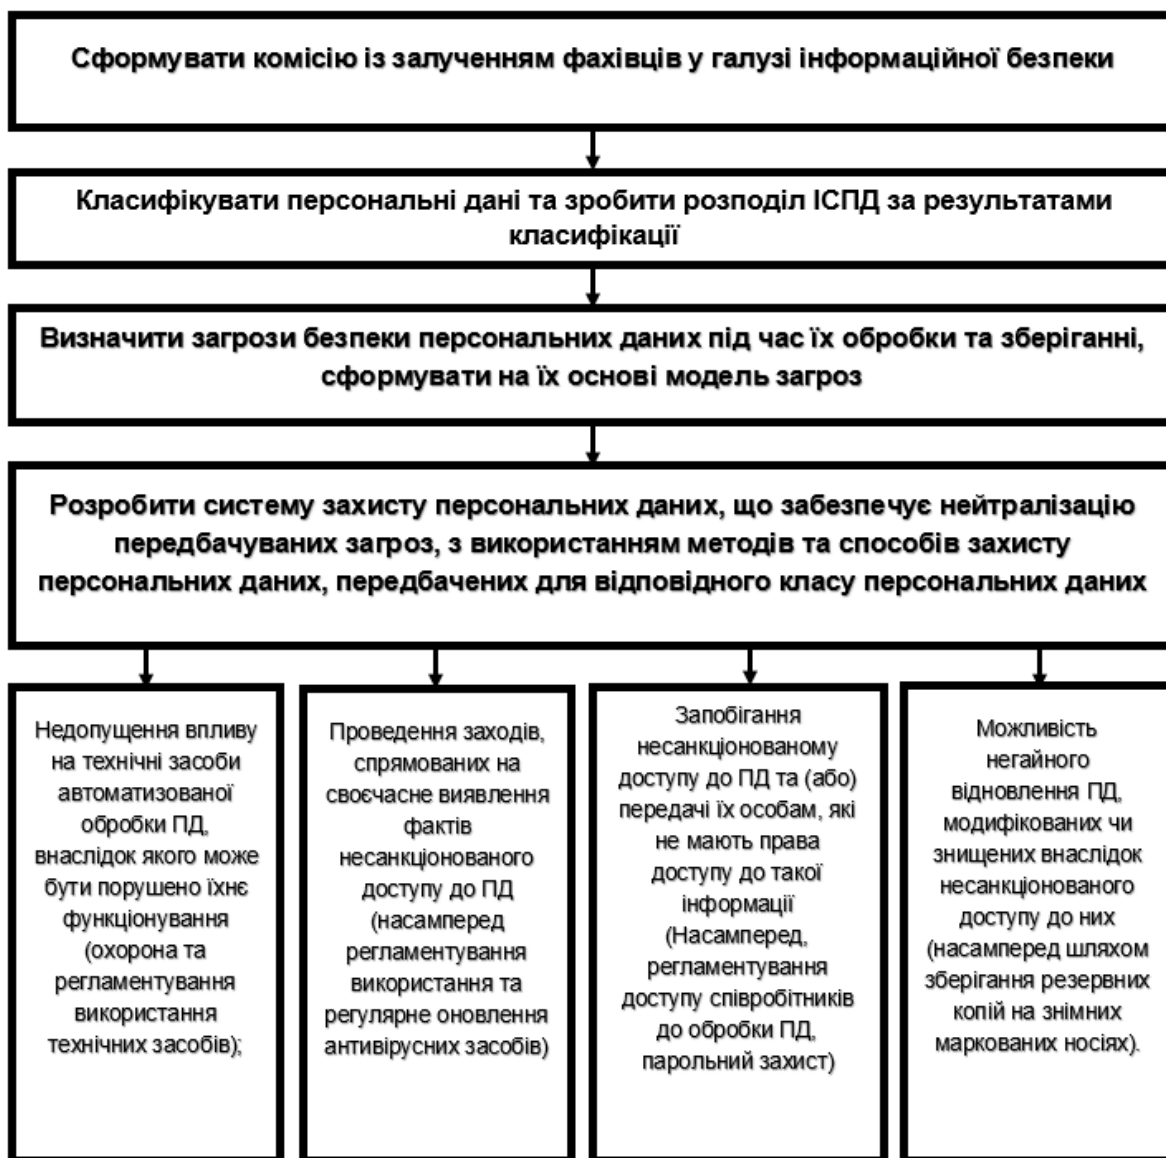 Сформувати комісію із залученням фахівців у галузі інформаційної безпеки
Класифікувати персональні дані та зробити розподіл ІСПД за результатами
класифікації
Визначити загрози безпеки персональних даних під час їх обробки та зберіганні,
сформувати на їх основі модель загроз
Розробити систему захисту персональних даних, що забезпечує нейтралізацію
передбачуваних загроз, з використанням методів та способів захисту
персональних даних, передбачених для відповідного класу персональних даних
Недопущення впливу
на технічні засоби
автоматизованої
обробки ПД,
внаслідок якого може
бути порушено їхнє
функціонування
(охорона та
регламентування
використання
технічних засобів);
Проведення заходів,
спрямованих на
своєчасне виявлення
фактів
несанкціонованого
доступу до ПД
(насамперед
регламентування
використання та
регулярне оновлення
антивірусних засобів)
Запобігання
несанкціонованому
доступу до ПД та (або)
передачі їх особам, які
не мають права
доступу до такої
інформації
(Насамперед,
регламентування
доступу співробітників
до обробки ПД,
парольний захист)
Можливість
негайного
відновлення ПД,
модифікованих чи
знищених внаслідок
несанкціонованого
доступу до них
(насамперед шляхом
зберігання резервних
копій на знімних
маркованих носіях).